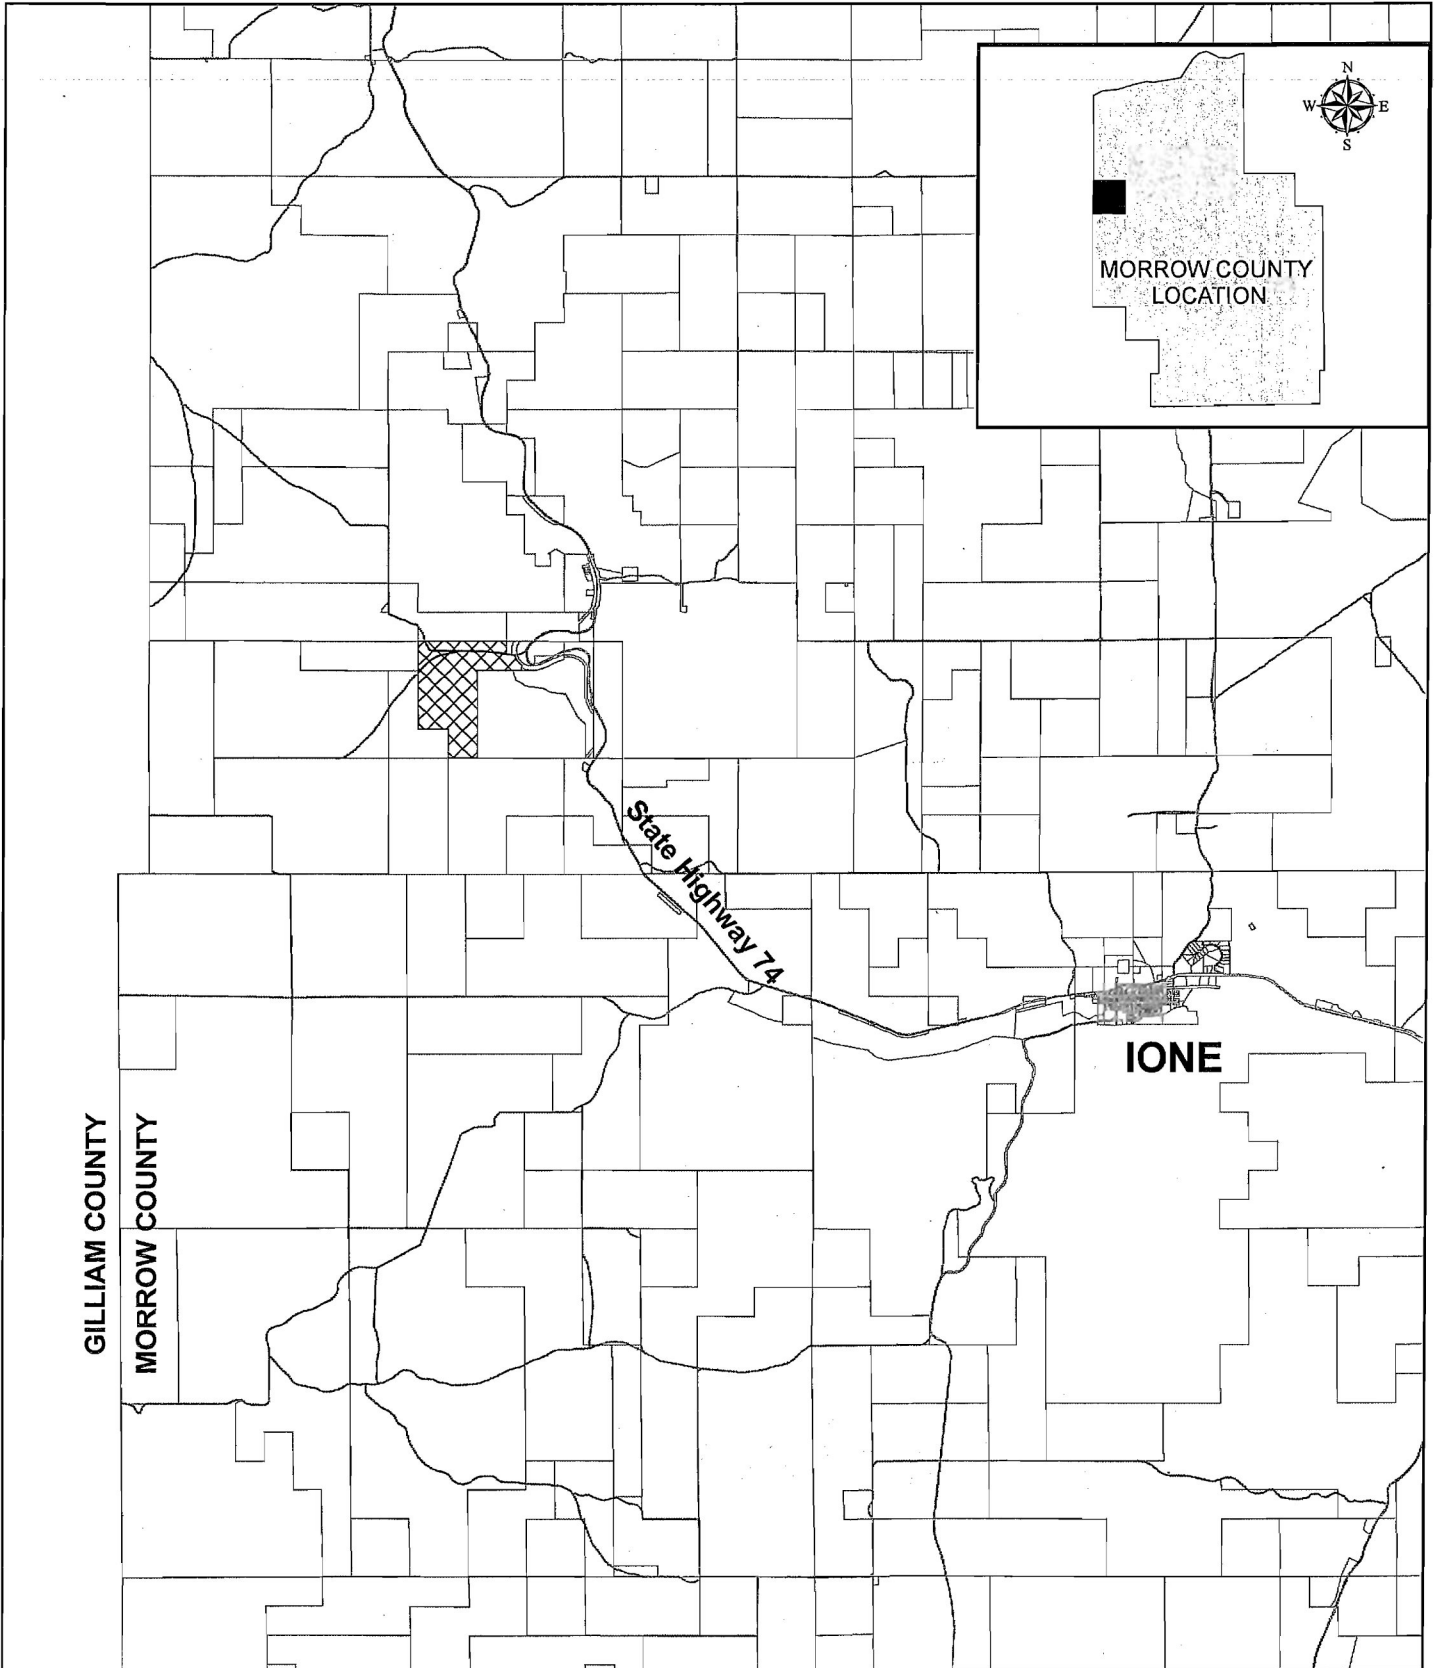 N
W E
S
MORROW COUNTY
LOCATION
State Highway 74
IONE
GILLIAM COUNTY
MORROW COUNTY